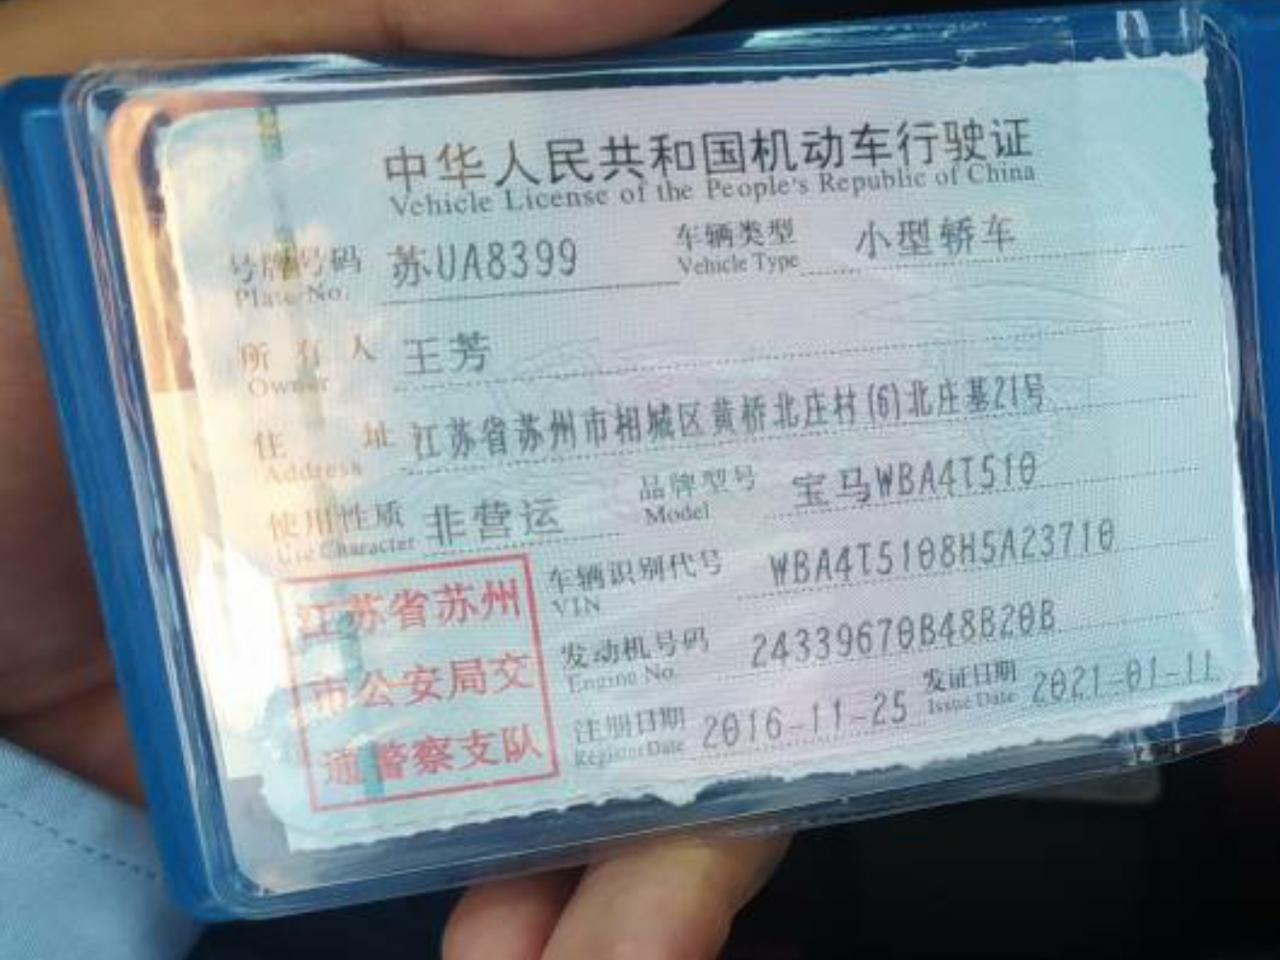 中华人民共和国机动车行驶证
Vehicle License of the People's Republic of China
号牌号码 苏UA8399 车辆类型 小型轿车
Plate No. Vehicle Type
所有人 王芳
Owner
住址 江苏省苏州市相城区黄桥北庄村(6)北庄基21号
Address
使用性质 非营运 品牌型号 宝马WBA4T510
Use Character Model
江苏省苏州
市公安局交
通警察支队
车辆识别代号 WBA4T5108H5A23710
VIN
发动机号码 24339670B48B20B
Engine No.
注册日期 2016-11-25 发证日期 2021-01-11
Register Date Issue Date